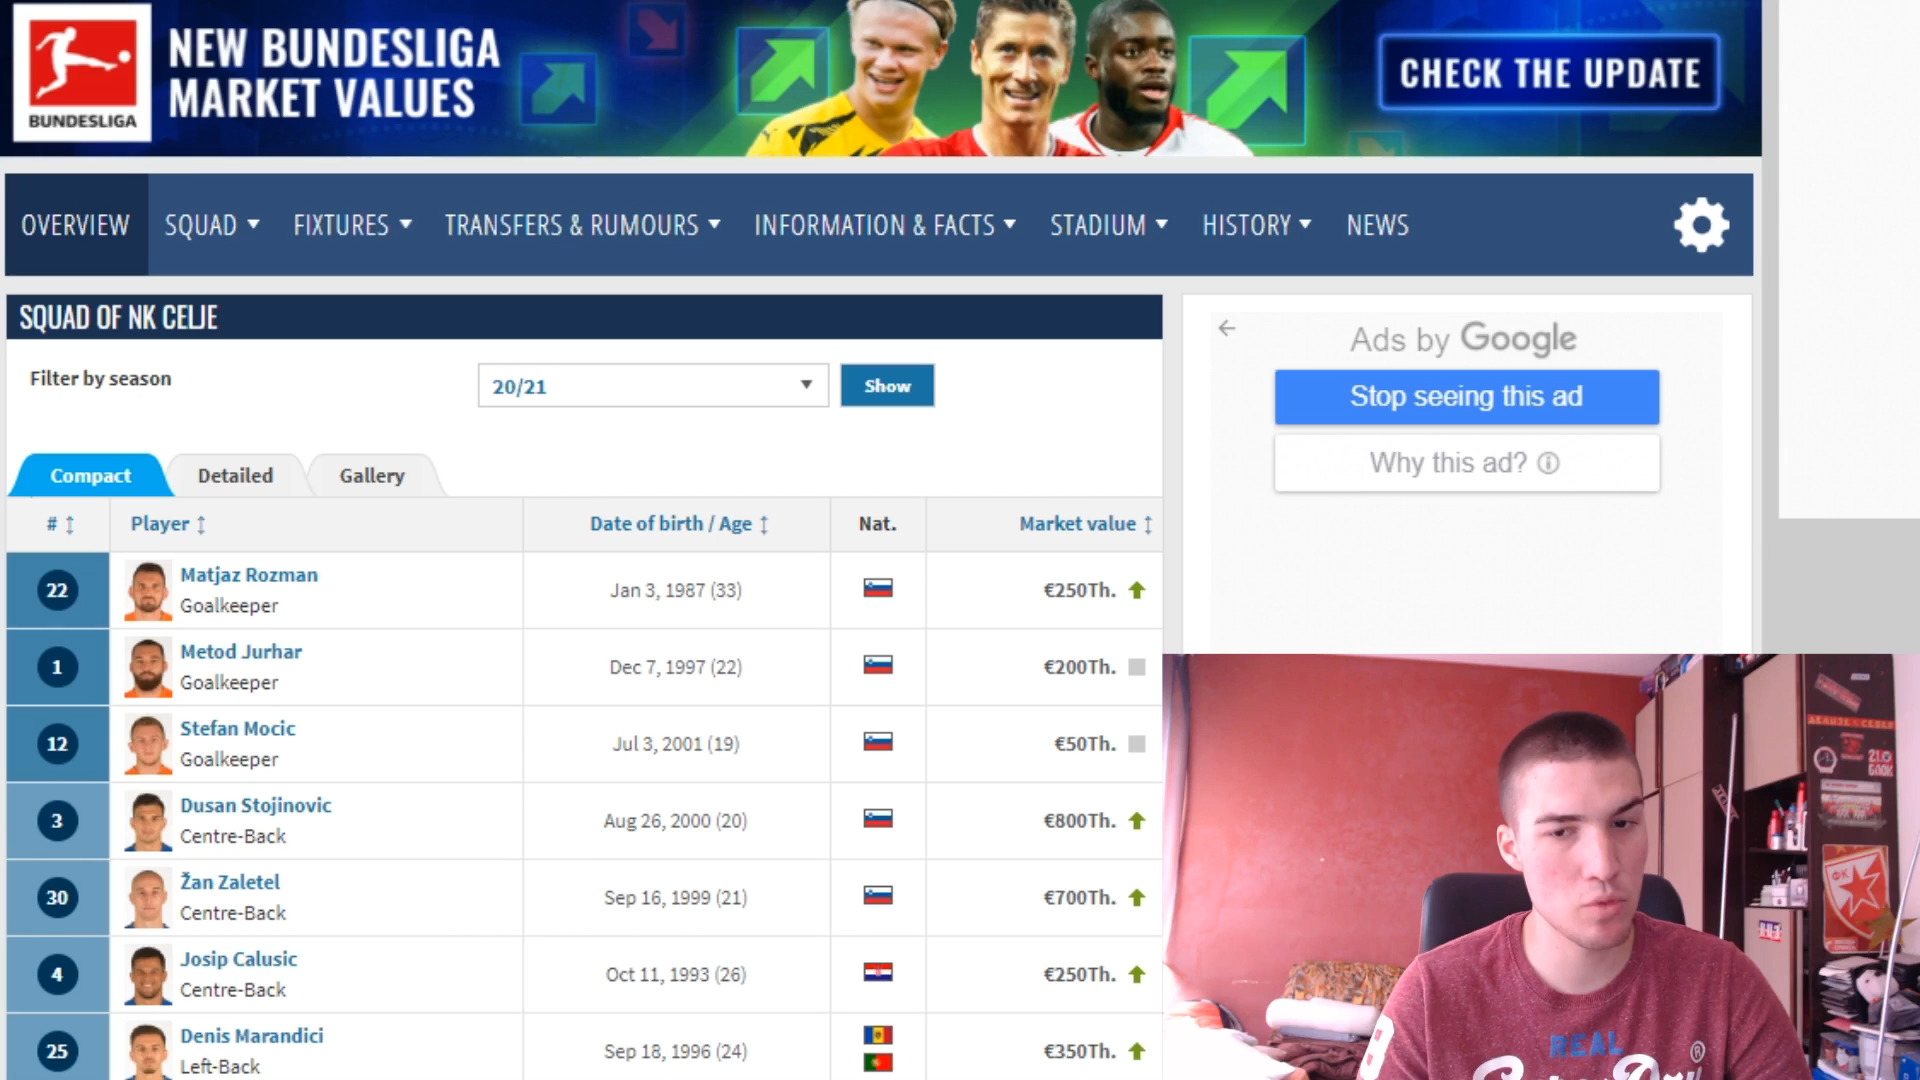 BUNDESLIGA
NEW BUNDESLIGA
MARKET VALUES
CHECK THE UPDATE
OVERVIEW SQUAD FIXTURES TRANSFERS & RUMOURS INFORMATION & FACTS STADIUM HISTORY NEWS
SQUAD OF NK CELJE
Filter by season
20/21
Show
Compact Detailed Gallery
# Player Date of birth / Age Nat. Market value
22 Matjaz Rozman Jan 3, 1987 (33) €250Th.
Goalkeeper
1 Metod Jurhar Dec 7, 1997 (22) €200Th.
Goalkeeper
12 Stefan Mocic Jul 3, 2001 (19) €50Th.
Goalkeeper
3 Dusan Stojinovic Aug 26, 2000 (20) €800Th.
Centre-Back
30 Žan Zaletel Sep 16, 1999 (21) €700Th.
Centre-Back
4 Josip Calusic Oct 11, 1993 (26) €250Th.
Centre-Back
25 Denis Marandici Sep 18, 1996 (24) €350Th.
Left-Back
Ads by Google
Stop seeing this ad
Why this ad?
ФК
REAL